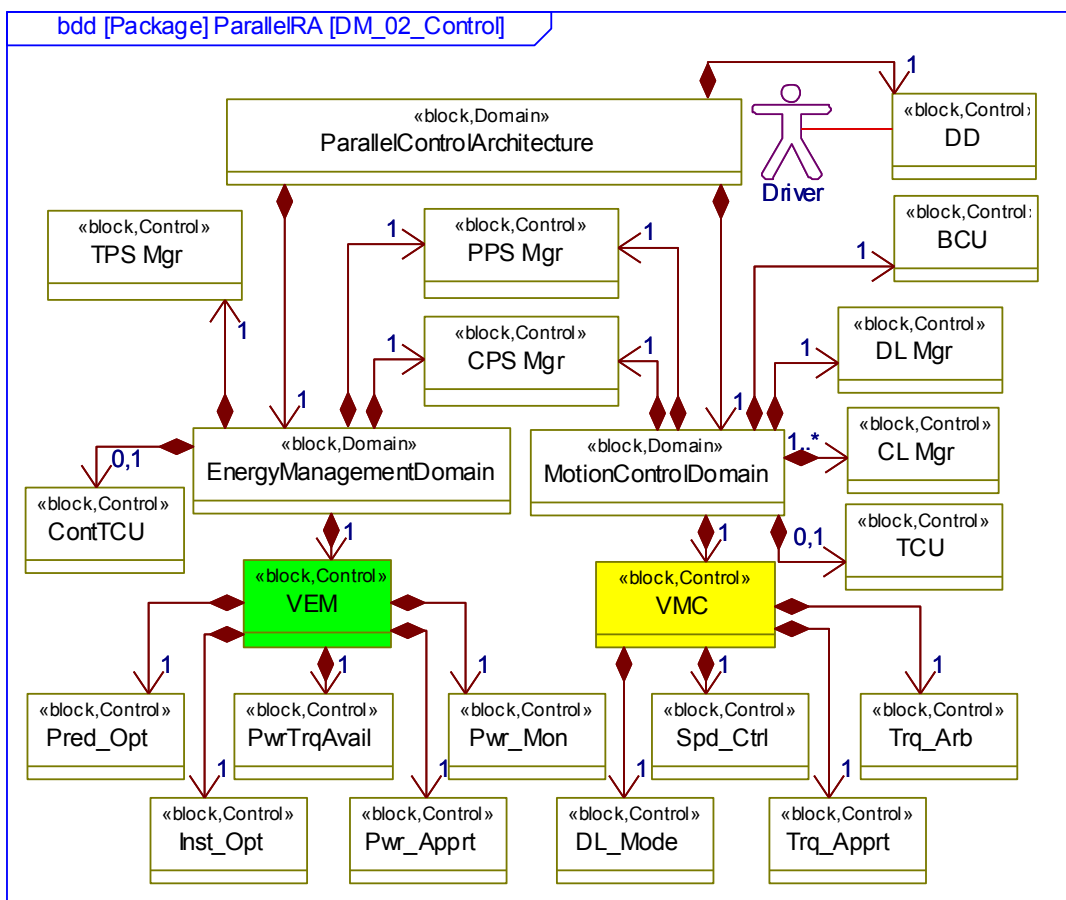 bdd [Package] ParallelRA [DM_02_Control]
1
«block,Domain»
ParallelControlArchitecture
Driver
«block,Control»
DD
«block,Control»
TPS Mgr
1
1
«block,Control»
PPS Mgr
1
«block,Control»
BCU
1
1
«block,Control»
CPS Mgr
1
«block,Control»
DL Mgr
1
1
1
«block,Domain»
EnergyManagementDomain
0,1
«block,Domain»
MotionControlDomain
1..*
«block,Control»
CL Mgr
«block,Control»
ContTCU
1
1
0,1
«block,Control»
TCU
«block,Control»
VEM
«block,Control»
VMC
1
1
1
1
1
«block,Control»
Pred_Opt
«block,Control»
PwrTrqAvail
«block,Control»
Pwr_Mon
«block,Control»
Spd_Ctrl
«block,Control»
Trq_Arb
1
1
1
1
«block,Control»
Inst_Opt
«block,Control»
Pwr_Apprt
«block,Control»
DL_Mode
«block,Control»
Trq_Apprt